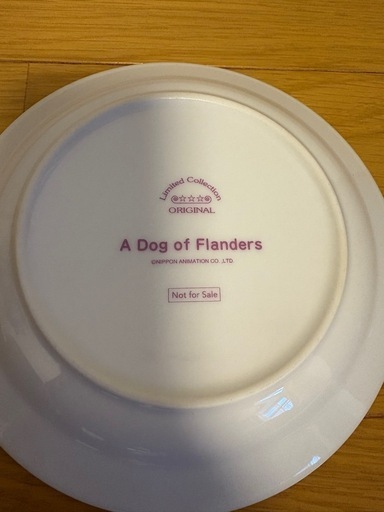 Limited Collection
ORIGINAL
A Dog of Flanders
©NIPPON ANIMATION CO.,LTD.
Not for Sale